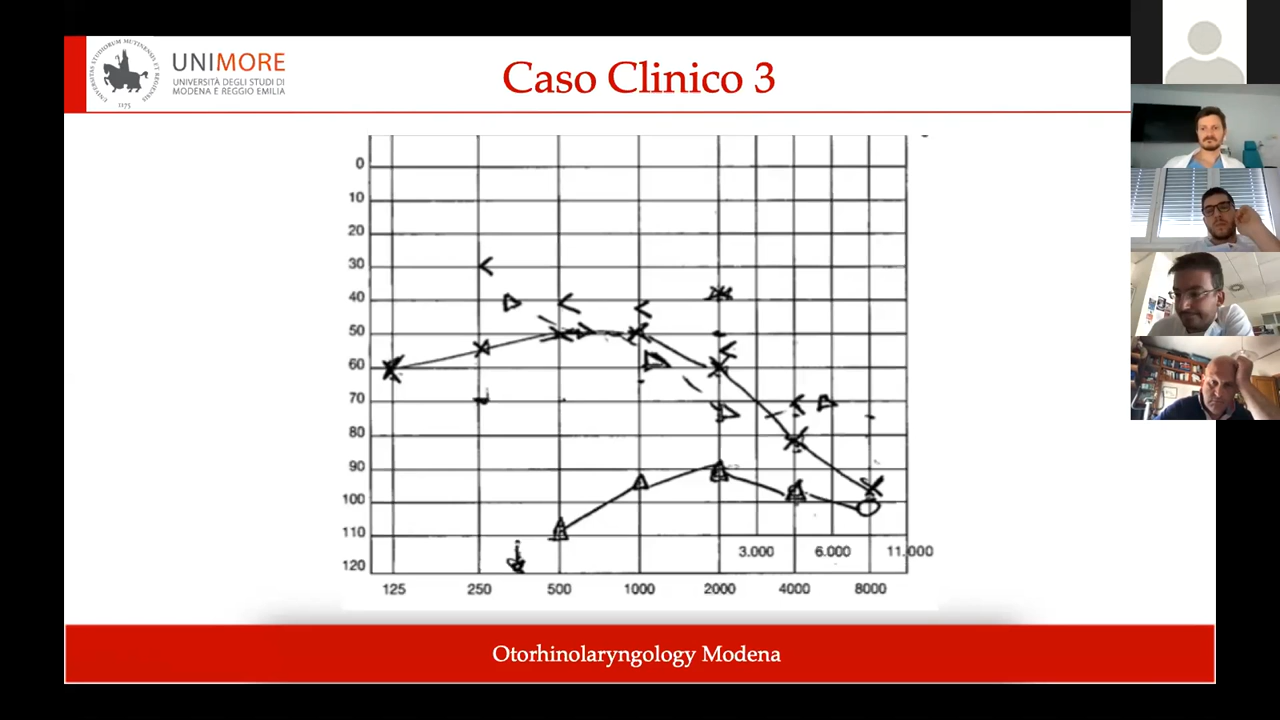 UNIMORE
UNIVERSITÀ DEGLI STUDI DI
MODENA E REGGIO EMILIA
1175
Caso Clinico 3
0
10
20
30
40
50
60
70
80
90
100
110
120
3.000 6.000 11.000
125 250 500 1000 2000 4000 8000
Otorhinolaryngology Modena